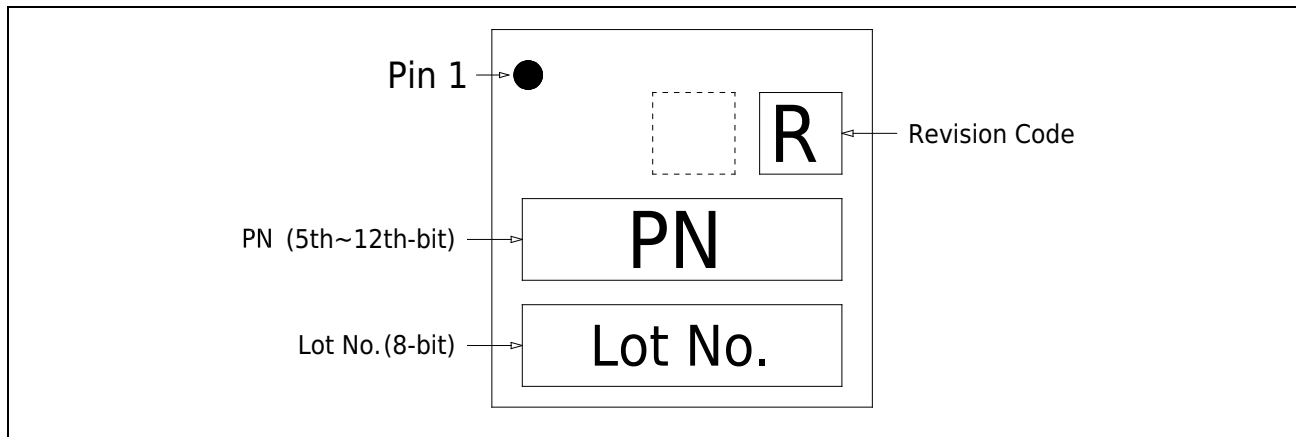 Pin 1
R
Revision Code
PN (5th~12th-bit)
PN
Lot No.(8-bit)
Lot No.